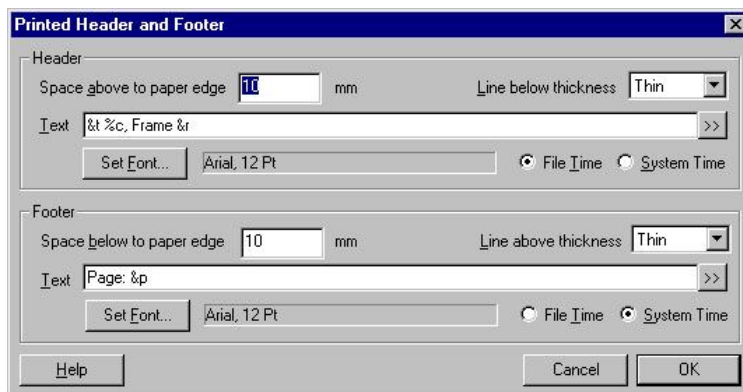 Printed Header and Footer
Header
Space above to paper edge 10 mm Line below thickness Thin
Text &t %c, Frame &r >>
Set Font... Arial, 12 Pt File Time System Time
Footer
Space below to paper edge 10 mm Line above thickness Thin
Text Page: &p >>
Set Font... Arial, 12 Pt File Time System Time
Help Cancel OK